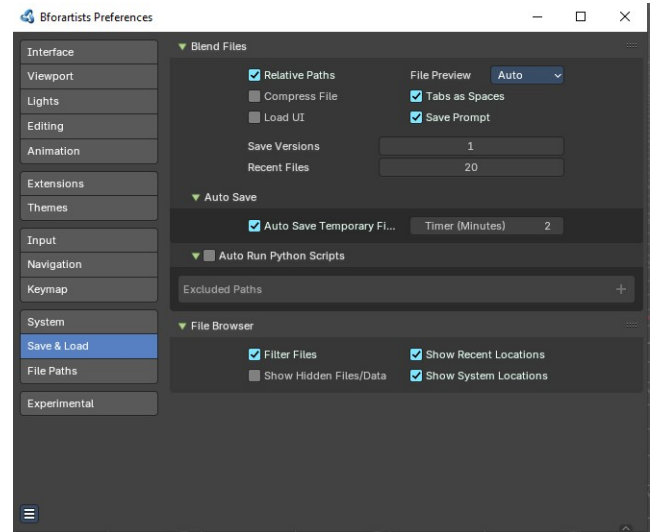 Bforartists Preferences
Interface
Viewport
Lights
Editing
Animation
Extensions
Themes
Input
Navigation
Keymap
System
Save & Load
File Paths
Experimental
Blend Files
Relative Paths File Preview Auto
Compress File Tabs as Spaces
Load UI Save Prompt
Save Versions 1
Recent Files 20
Auto Save
Auto Save Temporary Fi... Timer (Minutes) 2
Auto Run Python Scripts
Excluded Paths
File Browser
Filter Files Show Recent Locations
Show Hidden Files/Data Show System Locations